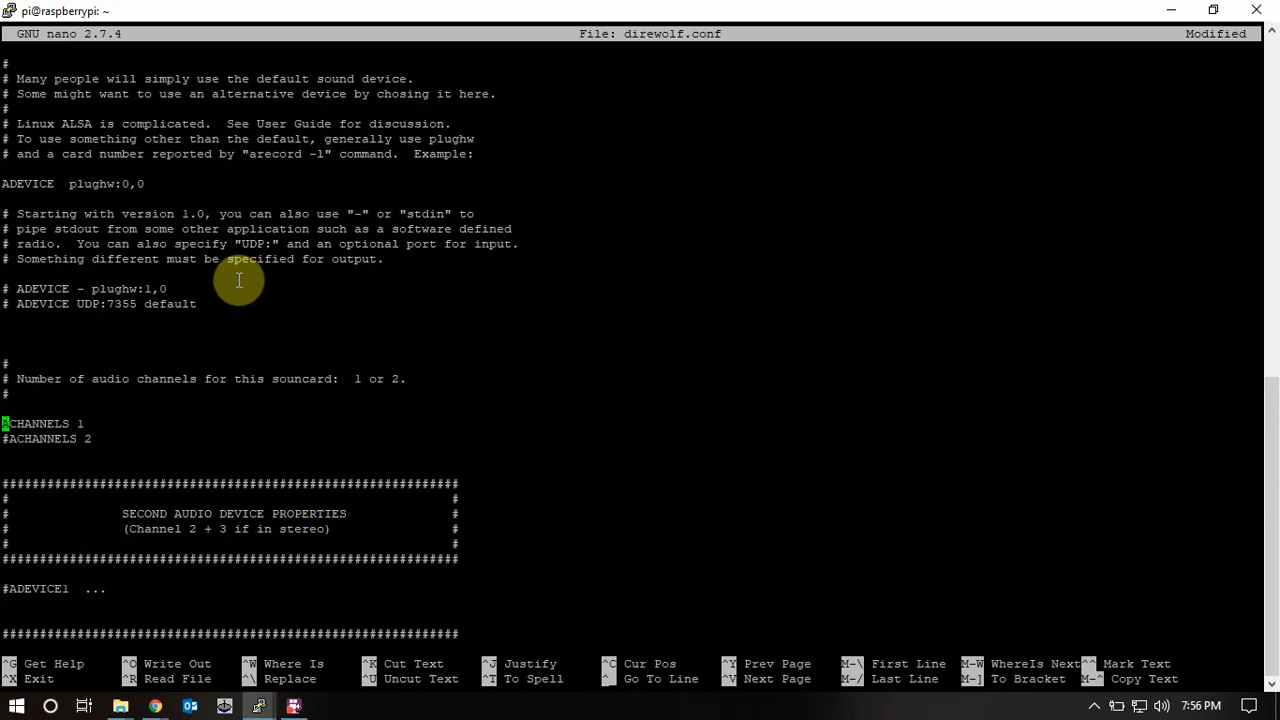 pi@raspberrypi: ~
GNU nano 2.7.4 File: direwolf.conf Modified
#
# Many people will simply use the default sound device.
# Some might want to use an alternative device by chosing it here.
#
# Linux ALSA is complicated.  See User Guide for discussion.
# To use something other than the default, generally use plughw
# and a card number reported by "arecord -l" command.  Example:
ADEVICE  plughw:0,0
# Starting with version 1.0, you can also use "-" or "stdin" to
# pipe stdout from some other application such as a software defined
# radio.  You can also specify "UDP:" and an optional port for input.
# Something different must be specified for output.
# ADEVICE - plughw:1,0
# ADEVICE UDP:7355 default
#
# Number of audio channels for this souncard:  1 or 2.
#
ACHANNELS 1
#ACHANNELS 2
#############################################################
#                                                           #
#               SECOND AUDIO DEVICE PROPERTIES              #
#               (Channel 2 + 3 if in stereo)                #
#                                                           #
#############################################################
#ADEVICE1  ...
#############################################################
^G Get Help ^O Write Out ^W Where Is ^K Cut Text ^J Justify ^C Cur Pos ^Y Prev Page M-\ First Line M-W WhereIs Next ^^ Mark Text
^X Exit ^R Read File ^\ Replace ^U Uncut Text ^T To Spell ^_ Go To Line ^V Next Page M-/ Last Line M-] To Bracket M-^ Copy Text
7:56 PM